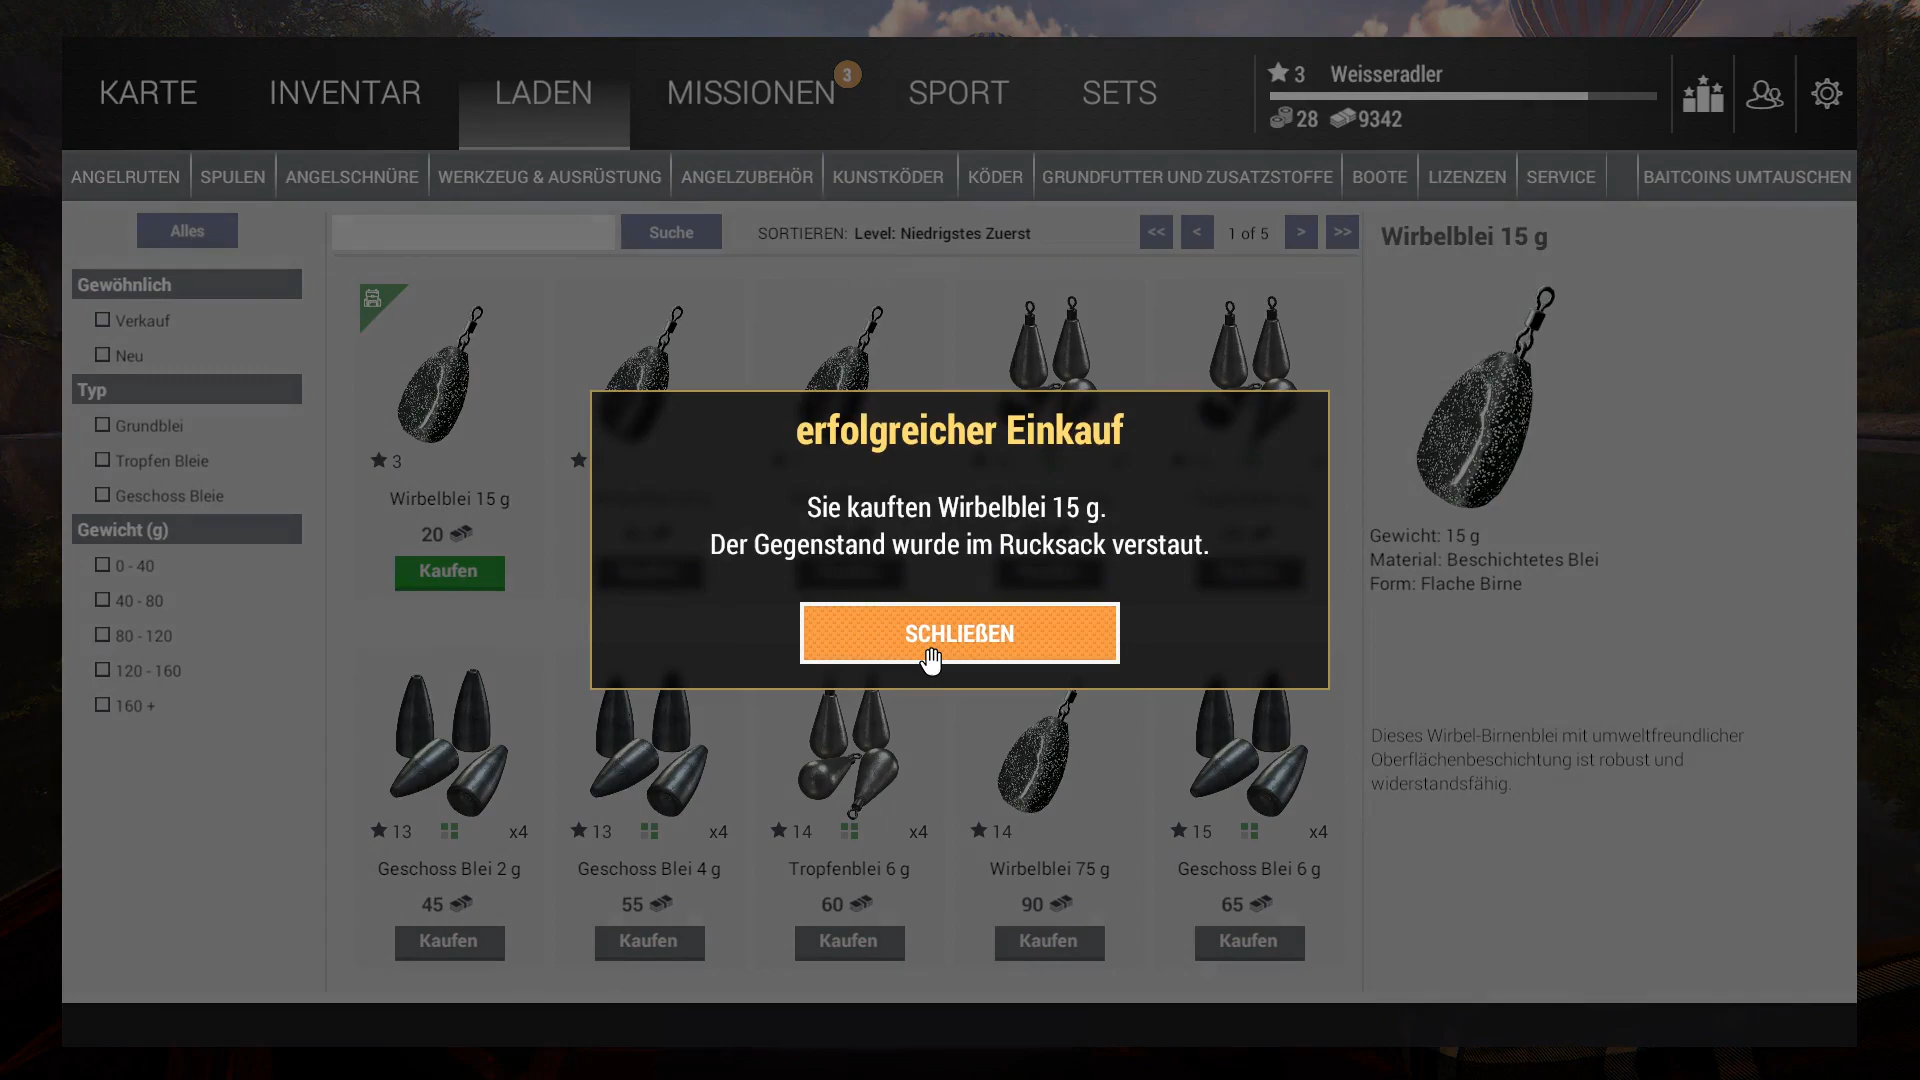 KARTE INVENTAR LADEN MISSIONEN 3 SPORT SETS
3 Weisseradler
28 9342
ANGELRUTEN SPULEN ANGELSCHNÜRE WERKZEUG & AUSRÜSTUNG ANGELZUBEHÖR KUNSTKÖDER KÖDER GRUNDFUTTER UND ZUSATZSTOFFE BOOTE LIZENZEN SERVICE BAITCOINS UMTAUSCHEN
Alles
Gewöhnlich
Verkauf
Neu
Typ
Grundblei
Tropfen Bleie
Geschoss Bleie
Gewicht (g)
0 - 40
40 - 80
80 - 120
120 - 160
160 +
Suche SORTIEREN: Level: Niedrigstes Zuerst << < 1 of 5 > >>
3
Wirbelblei 15 g
20
Kaufen
erfolgreicher Einkauf
Sie kauften Wirbelblei 15 g.
Der Gegenstand wurde im Rucksack verstaut.
SCHLIEßEN
13 x4 13 x4 14 x4 14 15 x4
Geschoss Blei 2 g Geschoss Blei 4 g Tropfenblei 6 g Wirbelblei 75 g Geschoss Blei 6 g
45 55 60 90 65
Kaufen Kaufen Kaufen Kaufen Kaufen
Wirbelblei 15 g
Gewicht: 15 g
Material: Beschichtetes Blei
Form: Flache Birne
Dieses Wirbel-Birnenblei mit umweltfreundlicher
Oberflächenbeschichtung ist robust und
widerstandsfähig.